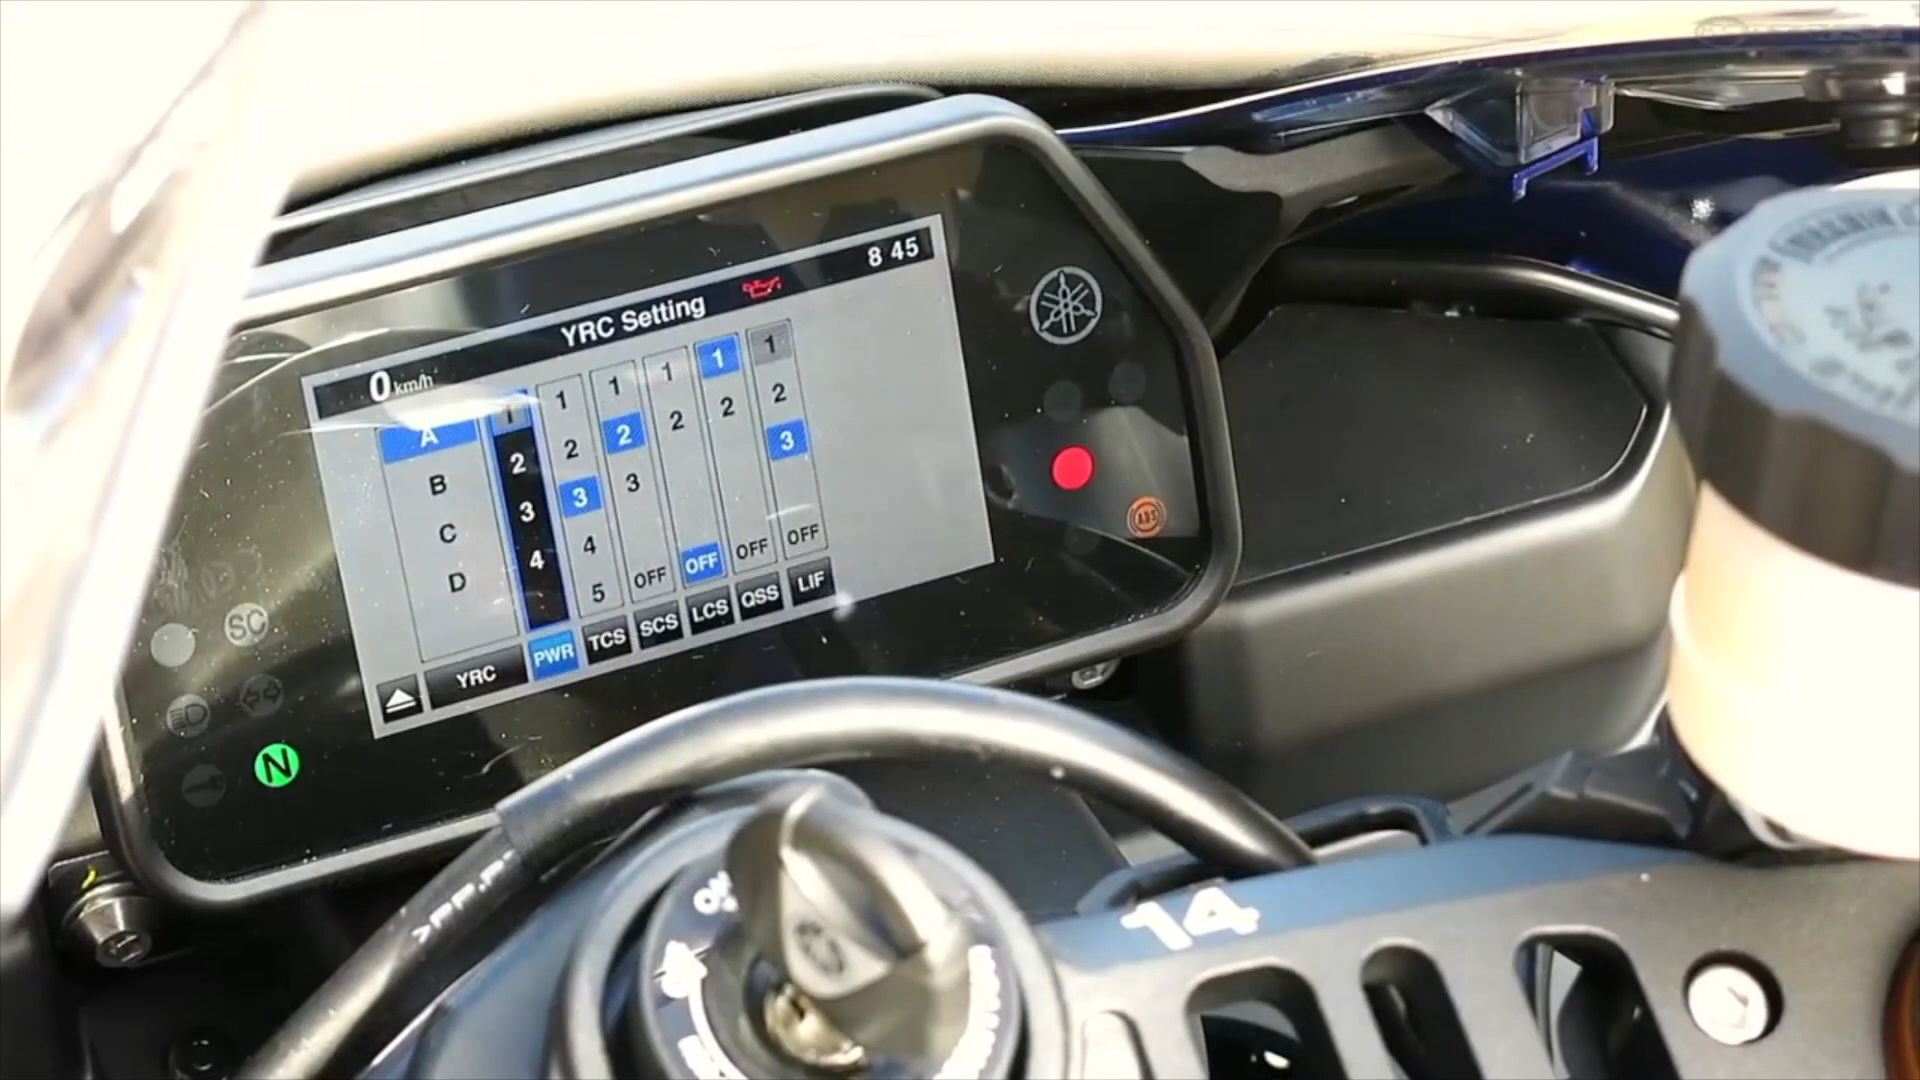 8 45
YRC Setting
0 km/h
A 1 1 1 1 1 1
B 2 2 2 2 2 2
C 3 3 3 3
D 4 4
5 OFF OFF OFF OFF
YRC PWR TCS SCS LCS QSS LIF
SC
N
ABS
ON
14